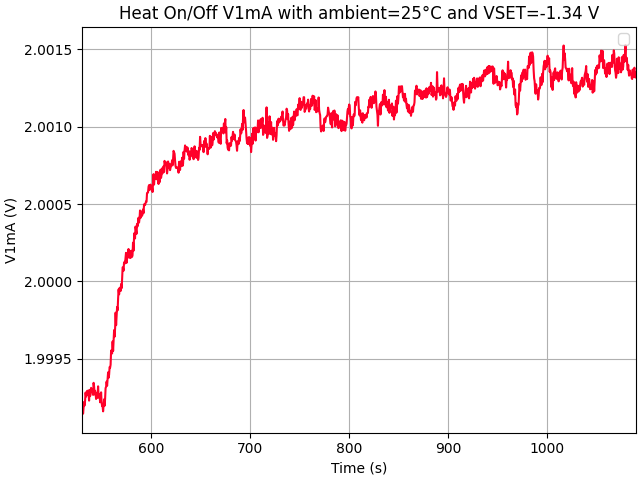 Heat On/Off V1mA with ambient=25°C and VSET=-1.34 V
2.0015
2.0010
2.0005
2.0000
1.9995
V1mA (V)
600 700 800 900 1000
Time (s)